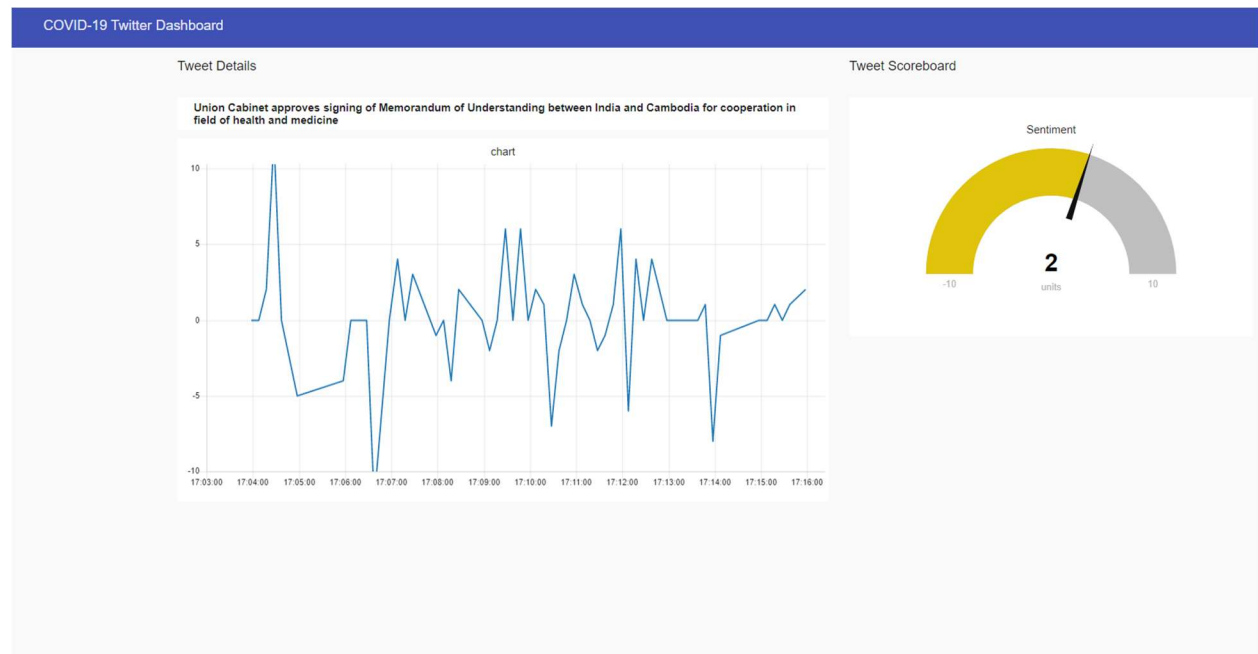 COVID-19 Twitter Dashboard
Tweet Details
Union Cabinet approves signing of Memorandum of Understanding between India and Cambodia for cooperation in
field of health and medicine
chart
10
5
0
-5
-10
17:03:00 17:04:00 17:05:00 17:06:00 17:07:00 17:08:00 17:09:00 17:10:00 17:11:00 17:12:00 17:13:00 17:14:00 17:15:00 17:16:00
Tweet Scoreboard
Sentiment
2
-10 units 10